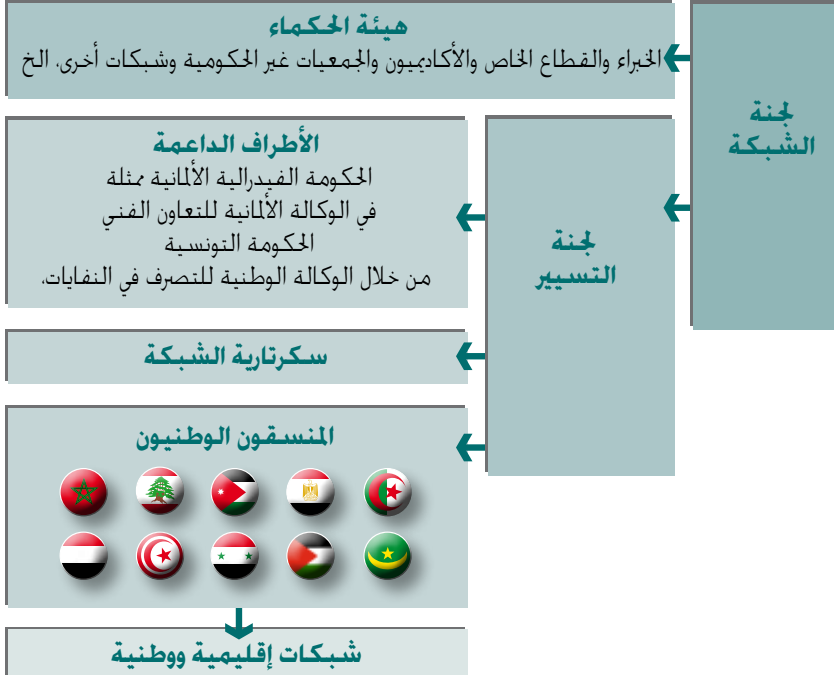 لجنة
الشبكة
هيئة الحكماء
الخبراء والقطاع الخاص والأكاديميون والجمعيات غير الحكومية وشبكات أخرى. الخ
لجنة
التسيير
الأطراف الداعمة
الحكومة الفيدرالية الألمانية ممثلة
في الوكالة الألمانية للتعاون الفني
الحكومة التونسية
من خلال الوكالة الوطنية للتصرف في النفايات.
سكرتارية الشبكة
المنسقون الوطنيون
شبكات إقليمية ووطنية